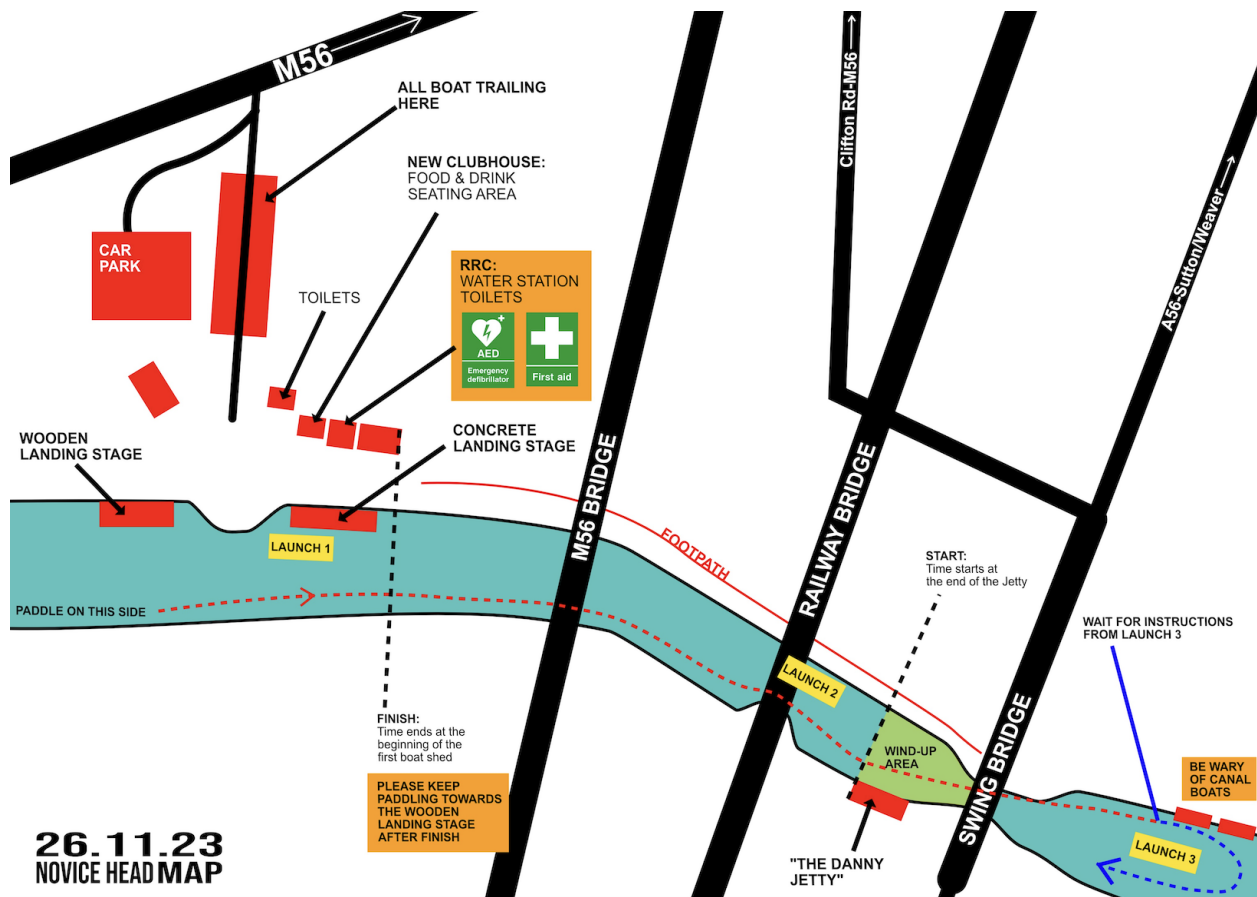 M56
ALL BOAT TRAILING
HERE
NEW CLUBHOUSE:
FOOD & DRINK
SEATING AREA
CAR
PARK
TOILETS
RRC:
WATER STATION
TOILETS
AED
Emergency
defibrillator
First aid
Clifton Rd-M56
A56-Sutton/Weaver
WOODEN
LANDING STAGE
CONCRETE
LANDING STAGE
M56 BRIDGE
RAILWAY BRIDGE
FOOTPATH
LAUNCH 1
PADDLE ON THIS SIDE
START:
Time starts at
the end of the Jetty
WAIT FOR INSTRUCTIONS
FROM LAUNCH 3
LAUNCH 2
FINISH:
Time ends at the
beginning of the
first boat shed
WIND-UP
AREA
SWING BRIDGE
BE WARY
OF CANAL
BOATS
PLEASE KEEP
PADDLING TOWARDS
THE WOODEN
LANDING STAGE
AFTER FINISH
LAUNCH 3
"THE DANNY
JETTY"
26.11.23
NOVICE HEAD MAP